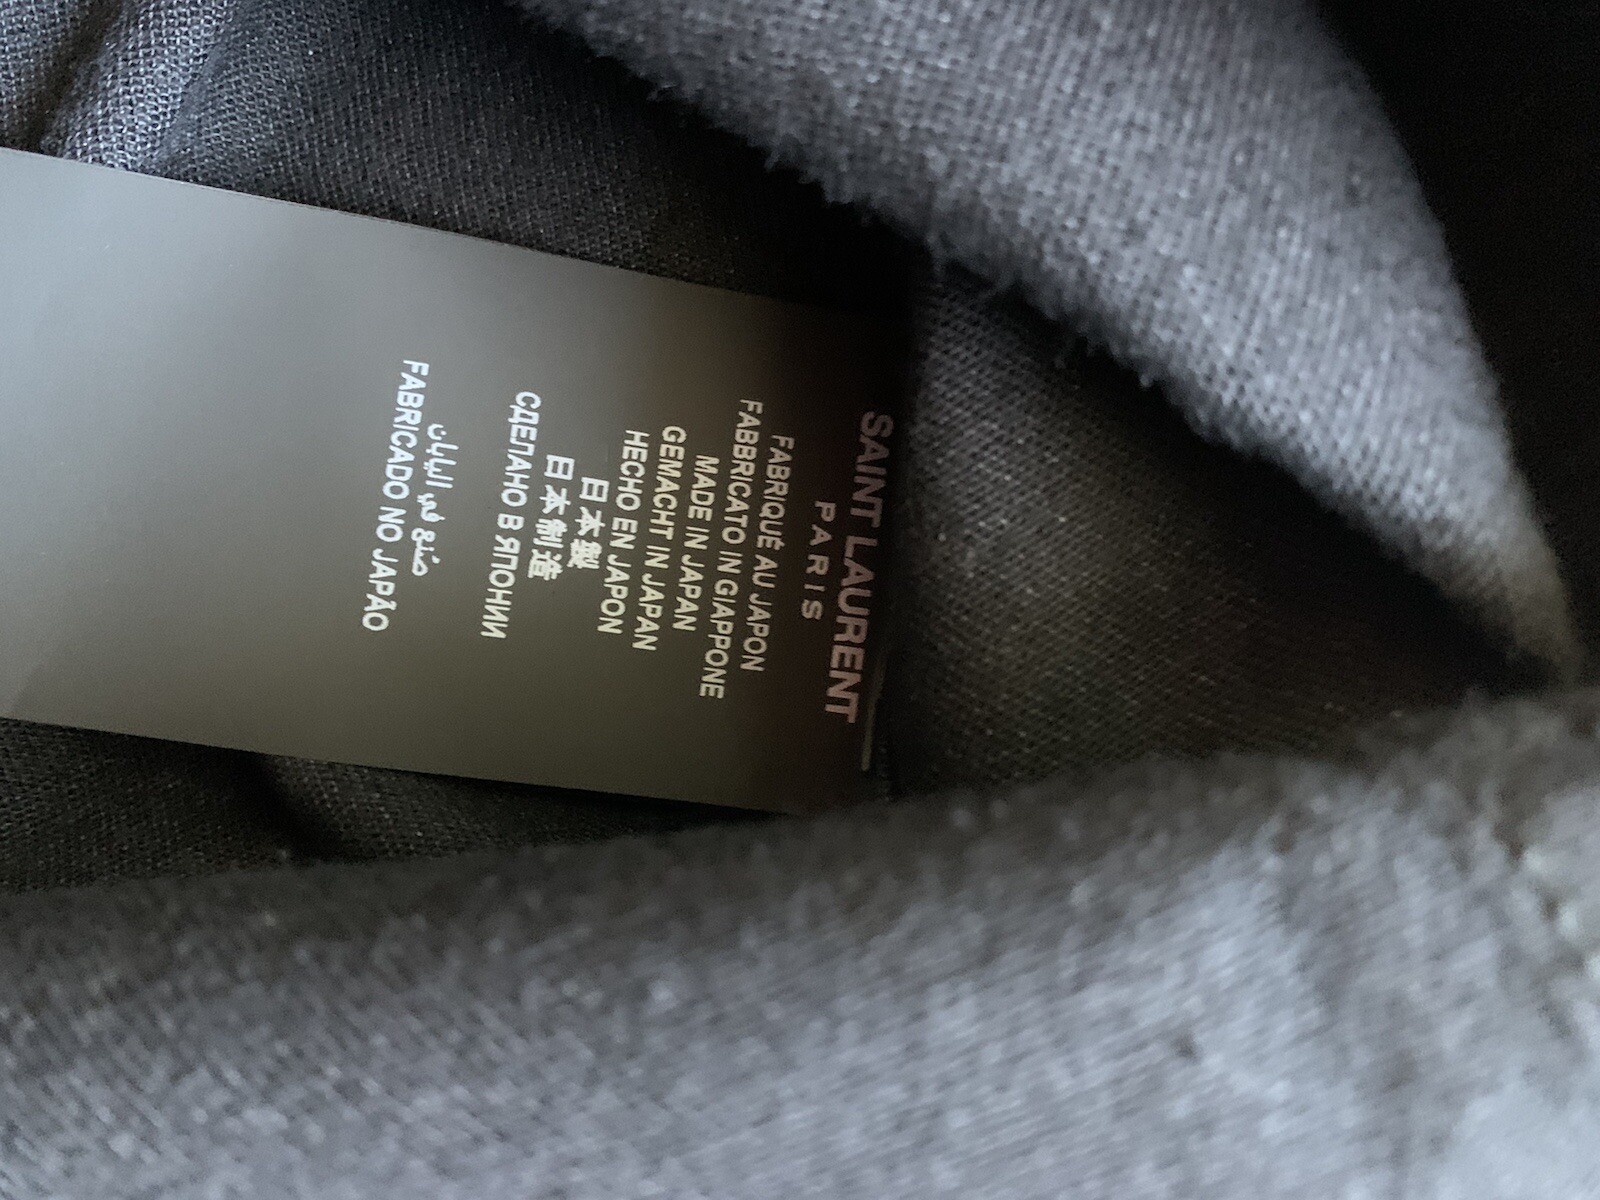 SAINT LAURENT
PARIS
FABRIQUÉ AU JAPON
FABBRICATO IN GIAPPONE
MADE IN JAPAN
GEMACHT IN JAPAN
HECHO EN JAPON
日本製
日本制造
СДЕЛАНО В ЯПОНИИ
صُنع في اليابان
FABRICADO NO JAPÃO